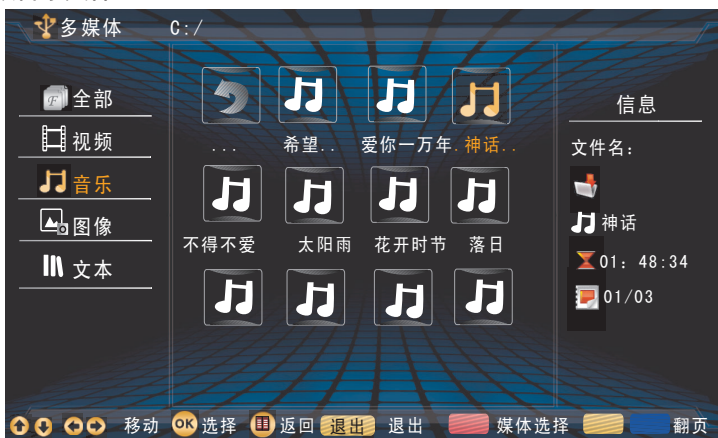 多媒体 C:/
全部
视频
音乐
图像
文本
... 希望.. 爱你一万年. 神话..
不得不爱 太阳雨 花开时节 落日
信息
文件名:
神话
01: 48:34
01/03
移动 OK 选择 返回 退出 退出 媒体选择 翻页